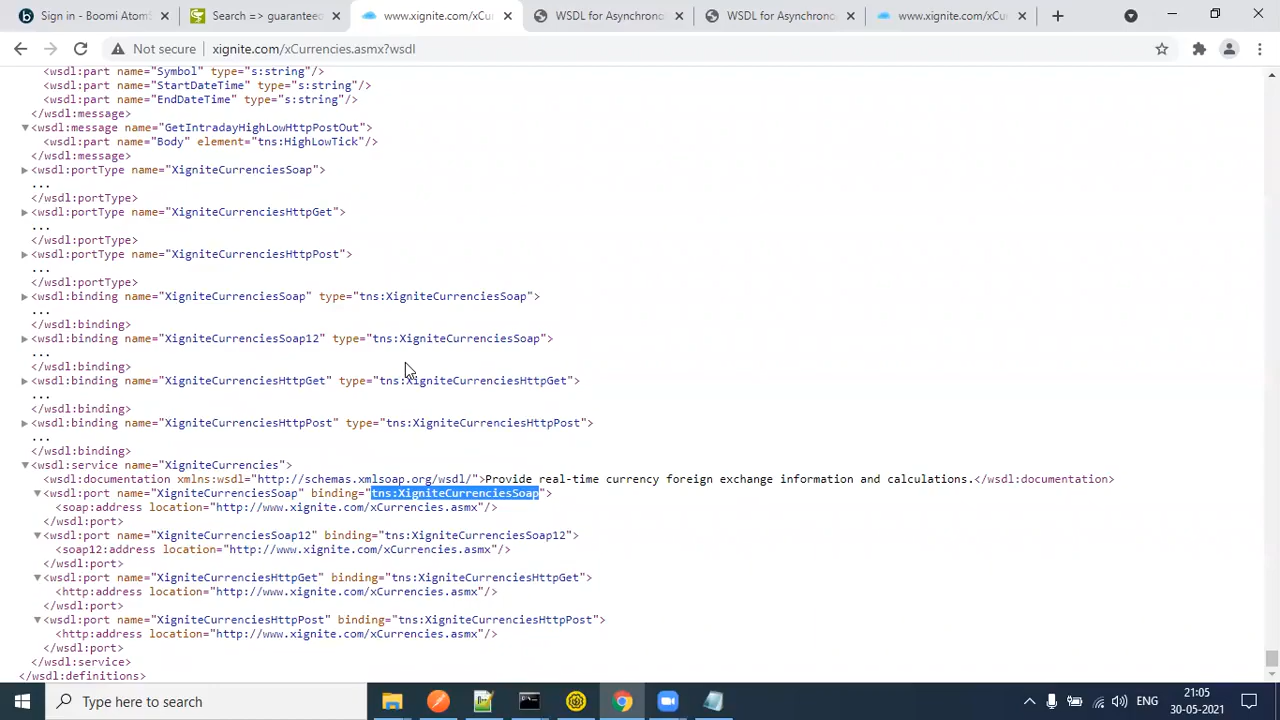 Sign in - Boomi Atom
Search => guarantee
www.xignite.com/xCu
WSDL for Asynchron
WSDL for Asynchron
www.xignite.com/xCu
Not secure xignite.com/xCurrencies.asmx?wsdl
<wsdl:part name="Symbol" type="s:string"/>
<wsdl:part name="StartDateTime" type="s:string"/>
<wsdl:part name="EndDateTime" type="s:string"/>
</wsdl:message>
▼<wsdl:message name="GetIntradayHighLowHttpPostOut">
<wsdl:part name="Body" element="tns:HighLowTick"/>
</wsdl:message>
▶<wsdl:portType name="XigniteCurrenciesSoap">
...
</wsdl:portType>
▶<wsdl:portType name="XigniteCurrenciesHttpGet">
...
</wsdl:portType>
▶<wsdl:portType name="XigniteCurrenciesHttpPost">
...
</wsdl:portType>
▶<wsdl:binding name="XigniteCurrenciesSoap" type="tns:XigniteCurrenciesSoap">
...
</wsdl:binding>
▶<wsdl:binding name="XigniteCurrenciesSoap12" type="tns:XigniteCurrenciesSoap">
...
</wsdl:binding>
▶<wsdl:binding name="XigniteCurrenciesHttpGet" type="tns:XigniteCurrenciesHttpGet">
...
</wsdl:binding>
▶<wsdl:binding name="XigniteCurrenciesHttpPost" type="tns:XigniteCurrenciesHttpPost">
...
</wsdl:binding>
▼<wsdl:service name="XigniteCurrencies">
<wsdl:documentation xmlns:wsdl="http://schemas.xmlsoap.org/wsdl/">Provide real-time currency foreign exchange information and calculations.</wsdl:documentation>
▼<wsdl:port name="XigniteCurrenciesSoap" binding="tns:XigniteCurrenciesSoap">
<soap:address location="http://www.xignite.com/xCurrencies.asmx"/>
</wsdl:port>
▼<wsdl:port name="XigniteCurrenciesSoap12" binding="tns:XigniteCurrenciesSoap12">
<soap12:address location="http://www.xignite.com/xCurrencies.asmx"/>
</wsdl:port>
▼<wsdl:port name="XigniteCurrenciesHttpGet" binding="tns:XigniteCurrenciesHttpGet">
<http:address location="http://www.xignite.com/xCurrencies.asmx"/>
</wsdl:port>
▼<wsdl:port name="XigniteCurrenciesHttpPost" binding="tns:XigniteCurrenciesHttpPost">
<http:address location="http://www.xignite.com/xCurrencies.asmx"/>
</wsdl:port>
</wsdl:service>
</wsdl:definitions>
Type here to search
ENG
21:05
30-05-2021